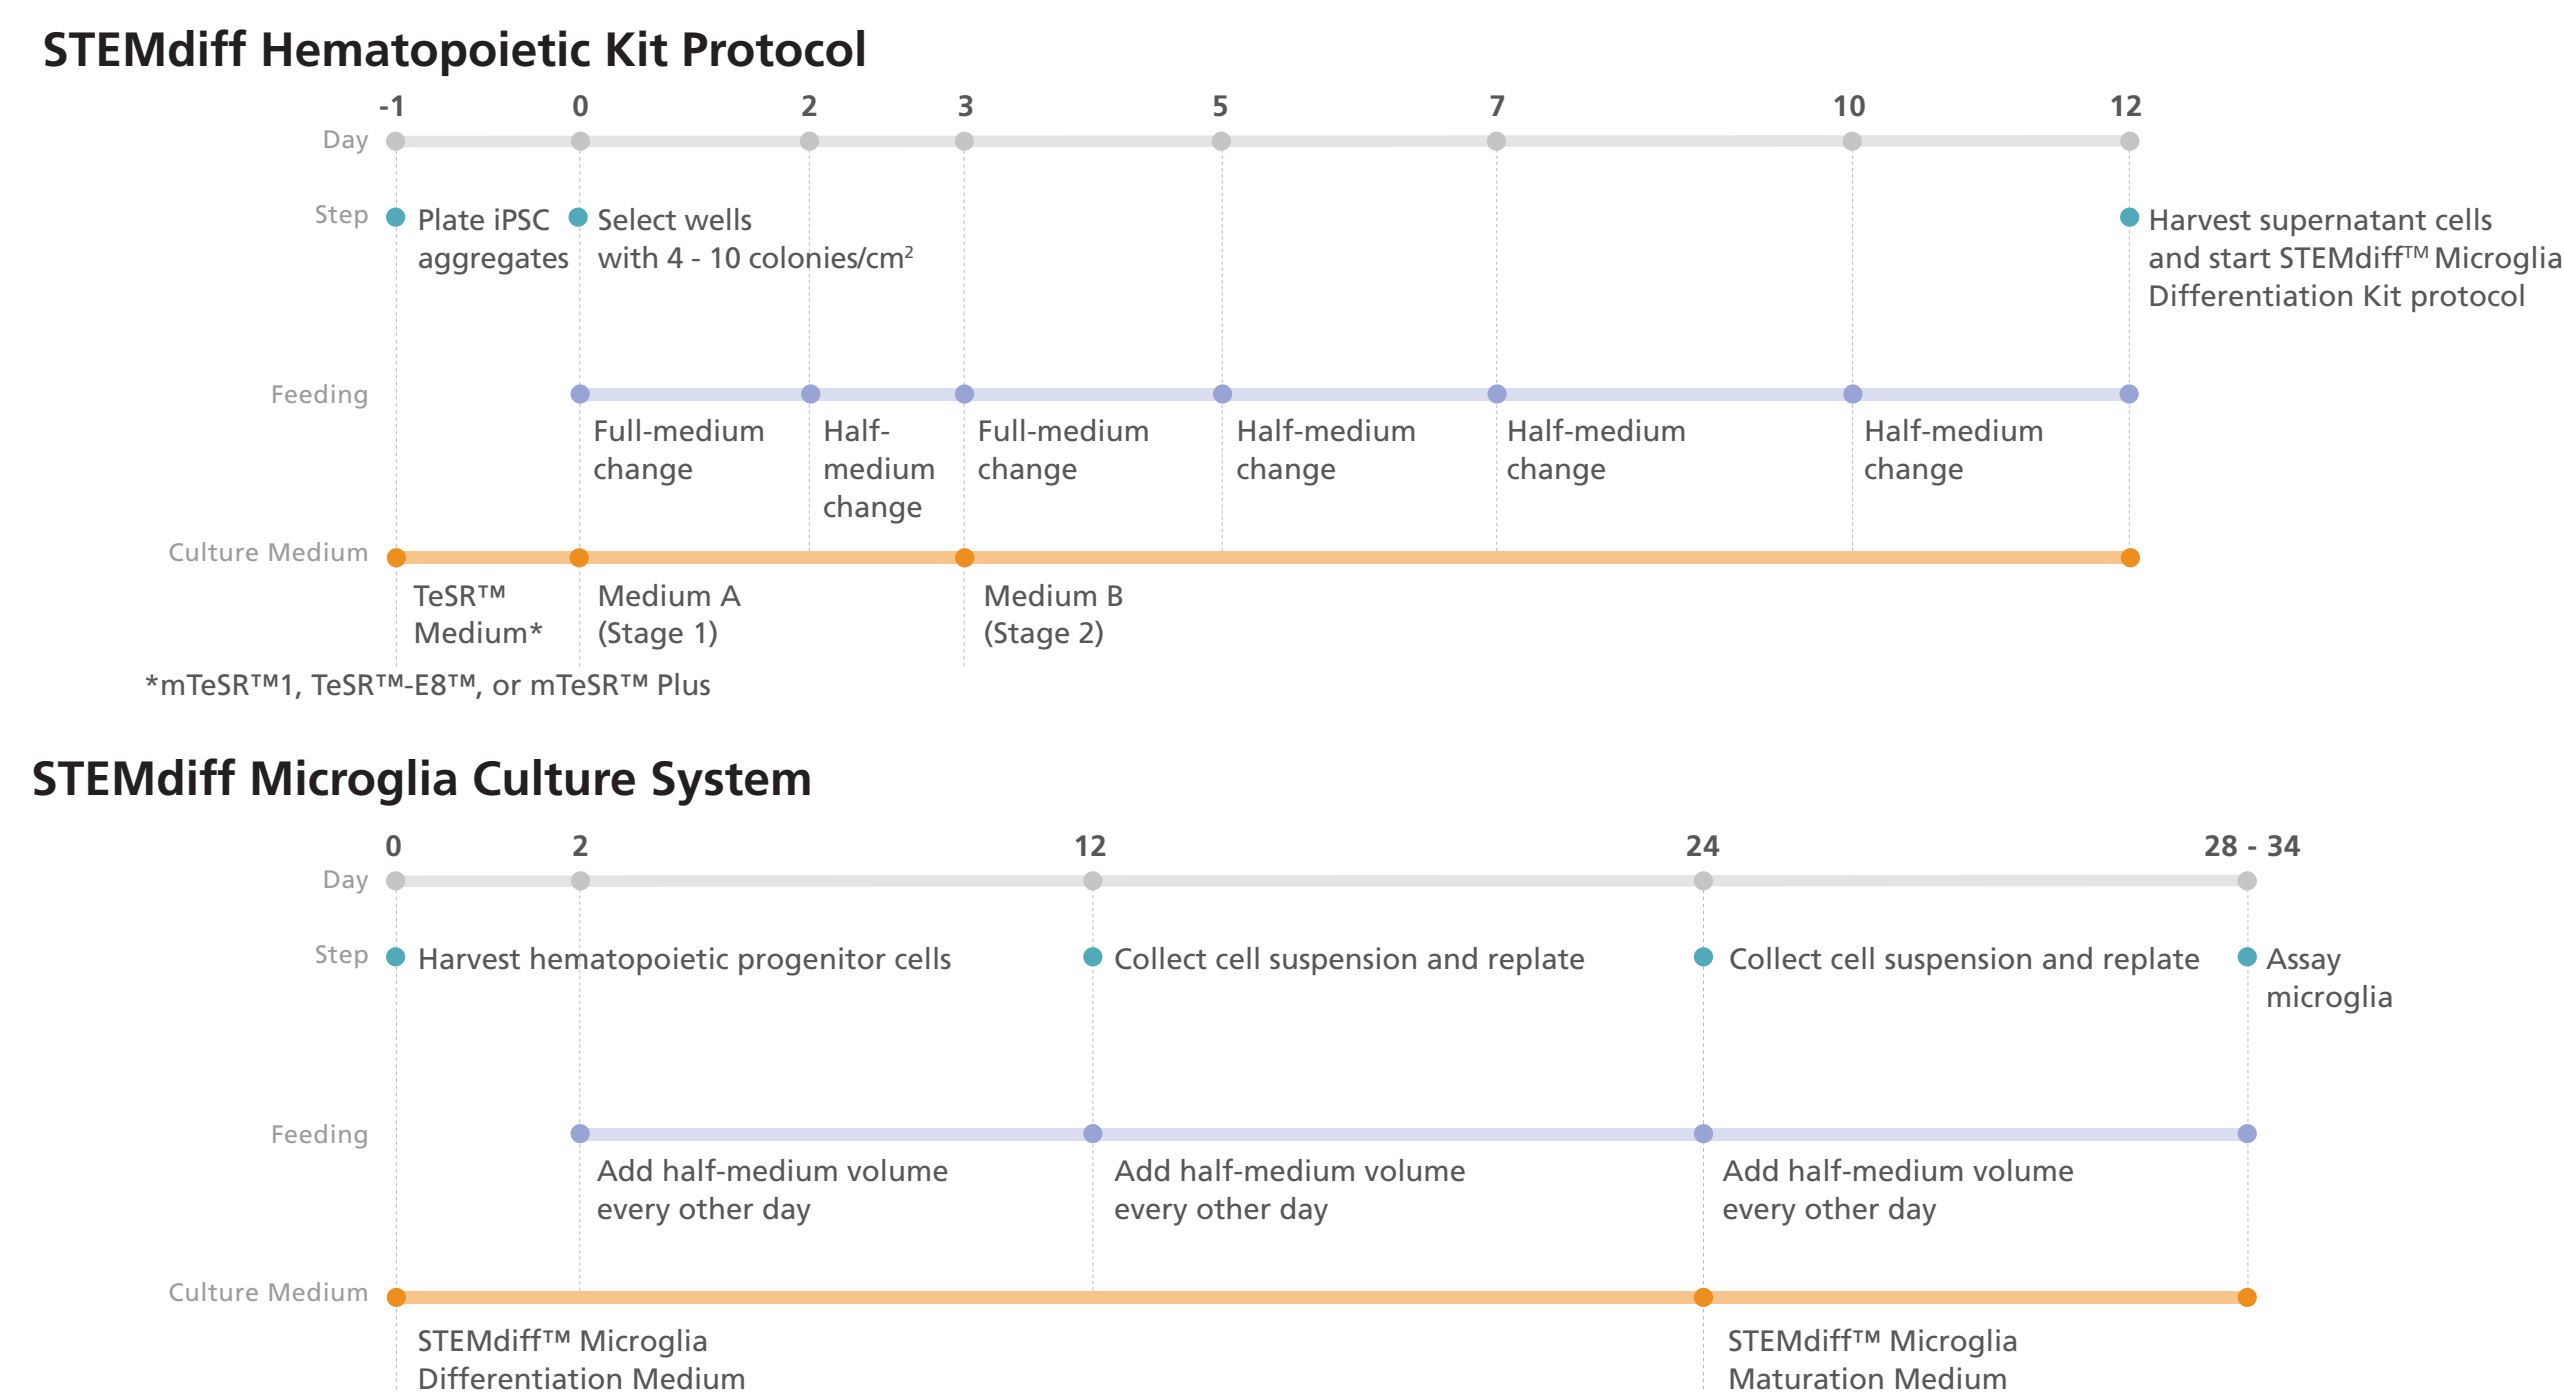 STEMdiff Hematopoietic Kit Protocol
-1 0 2 3 5 7 10 12
Day
Step
Plate iPSC
aggregates
Select wells
with 4 - 10 colonies/cm²
Harvest supernatant cells
and start STEMdiff™ Microglia
Differentiation Kit protocol
Feeding
Full-medium
change
Half-
medium
change
Full-medium
change
Half-medium
change
Half-medium
change
Half-medium
change
Culture Medium
TeSR™
Medium*
Medium A
(Stage 1)
Medium B
(Stage 2)
*mTeSR™1, TeSR™-E8™, or mTeSR™ Plus
STEMdiff Microglia Culture System
0 2 12 24 28 - 34
Day
Step
Harvest hematopoietic progenitor cells
Collect cell suspension and replate
Collect cell suspension and replate
Assay
microglia
Feeding
Add half-medium volume
every other day
Add half-medium volume
every other day
Add half-medium volume
every other day
Culture Medium
STEMdiff™ Microglia
Differentiation Medium
STEMdiff™ Microglia
Maturation Medium